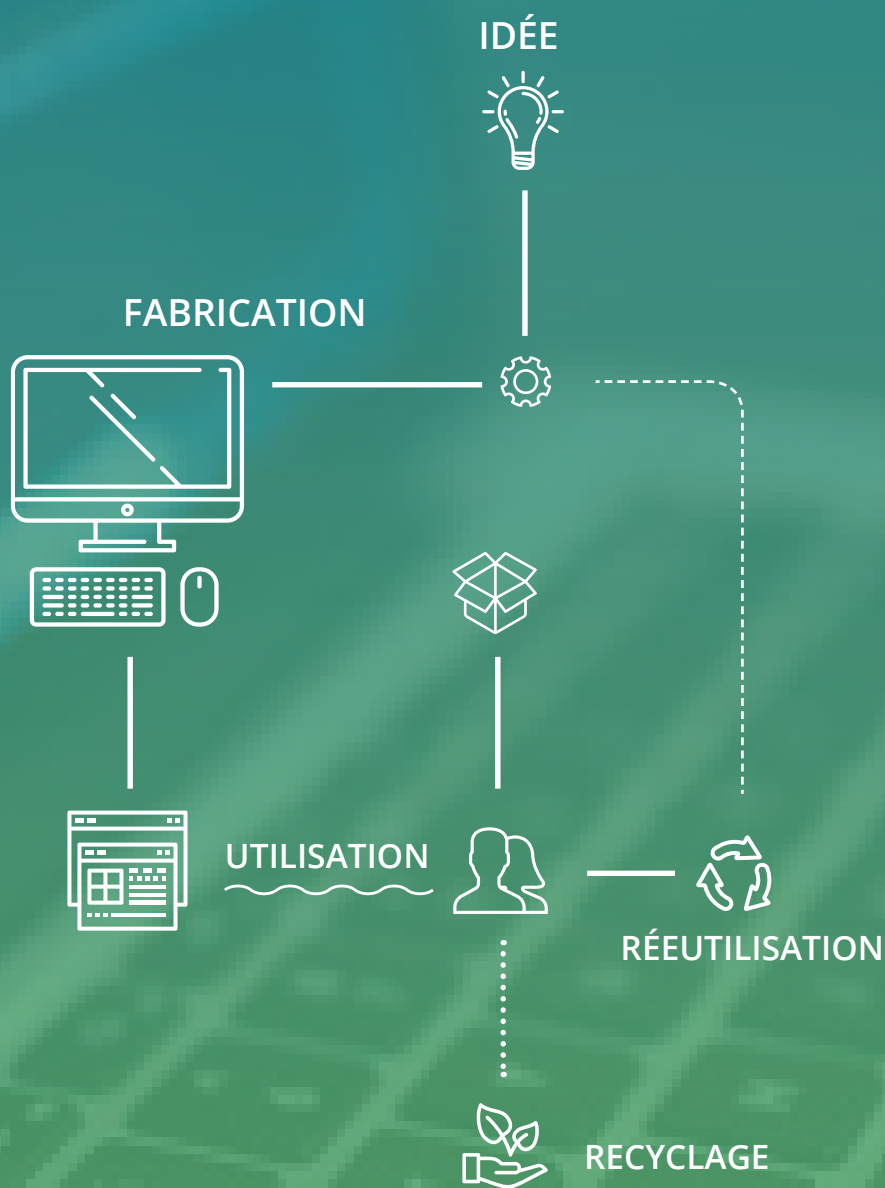 IDÉE
FABRICATION
UTILISATION
RÉEUTILISATION
RECYCLAGE